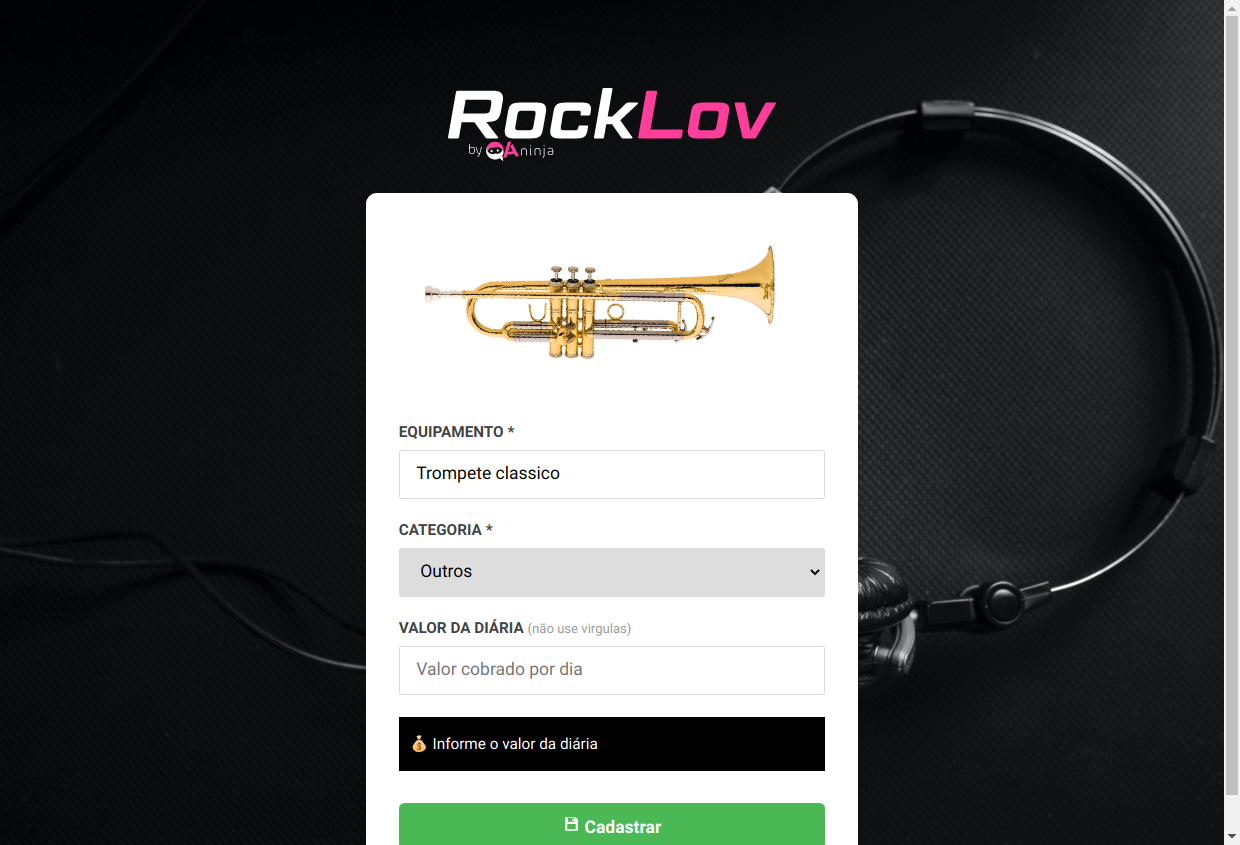 RockLov
by QAninja
EQUIPAMENTO *
Trompete classico
CATEGORIA *
Outros
VALOR DA DIÁRIA (não use virgulas)
Valor cobrado por dia
💰 Informe o valor da diária
Cadastrar